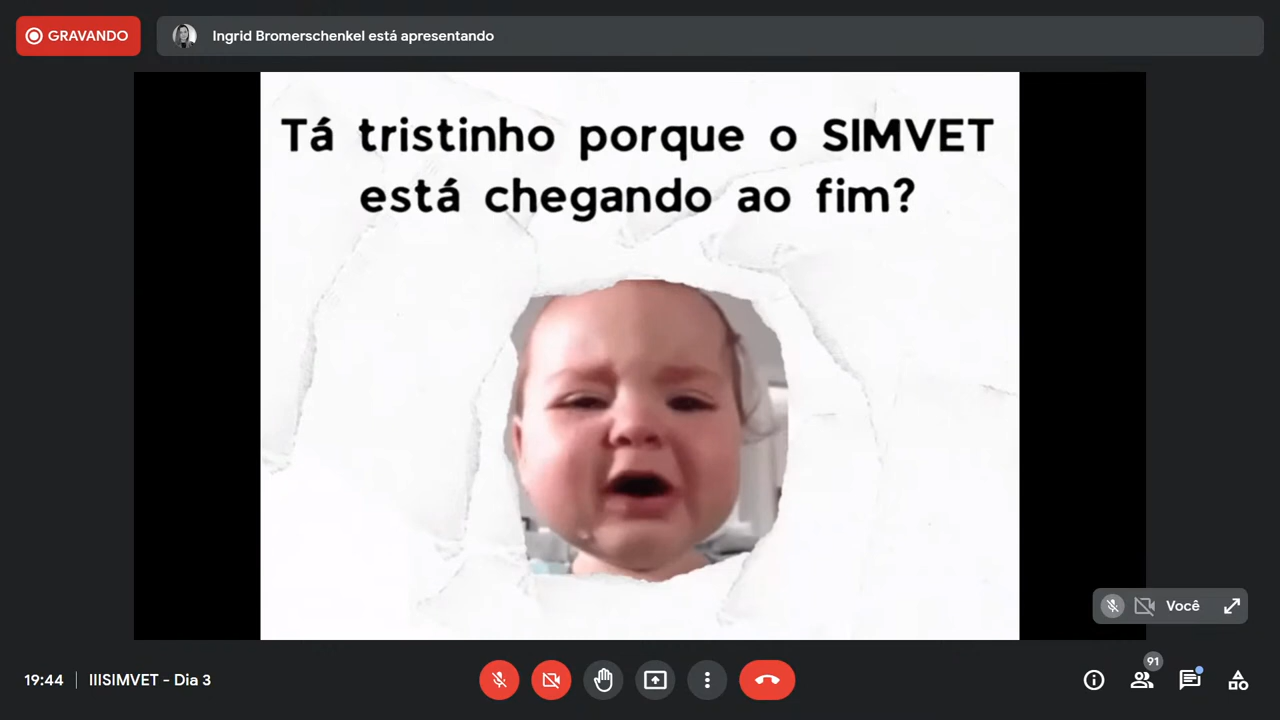 GRAVANDO
Ingrid Bromerschenkel está apresentando
Tá tristinho porque o SIMVET
está chegando ao fim?
Você
91
19:44 | IIISIMVET - Dia 3